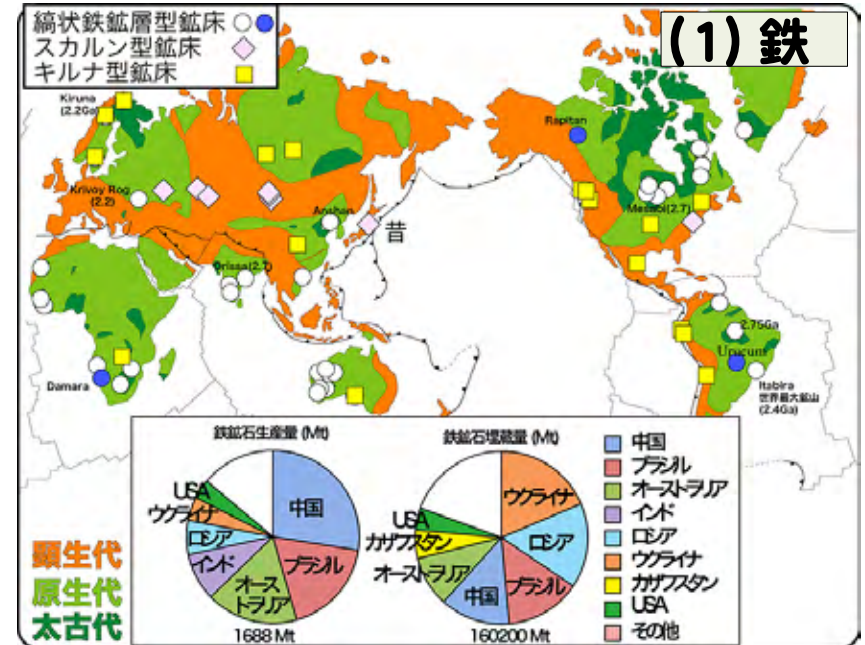 縞状鉄鉱層型鉱床
スカルン型鉱床
キルナ型鉱床
(1) 鉄
Kiruna
(2.2Ga)
Rapitan
Krivoy Rog
(2.2)
Anshan
昔
Mesabi(2.7)
Orissa(2.7)
2.75Ga
Urucum
Damara
Itabira
世界最大鉱山
(2.4Ga)
鉄鉱石生産量 (Mt)
中国
ブラジル
オース
トラリア
インド
ロシア
ウクライナ
USA
1688 Mt
鉄鉱石埋蔵量 (Mt)
ウクライナ
ロシア
ブラジル
中国
オーストラリア
カザフスタン
USA
160200 Mt
中国
ブラジル
オーストラリア
インド
ロシア
ウクライナ
カザフスタン
USA
その他
顕生代
原生代
太古代